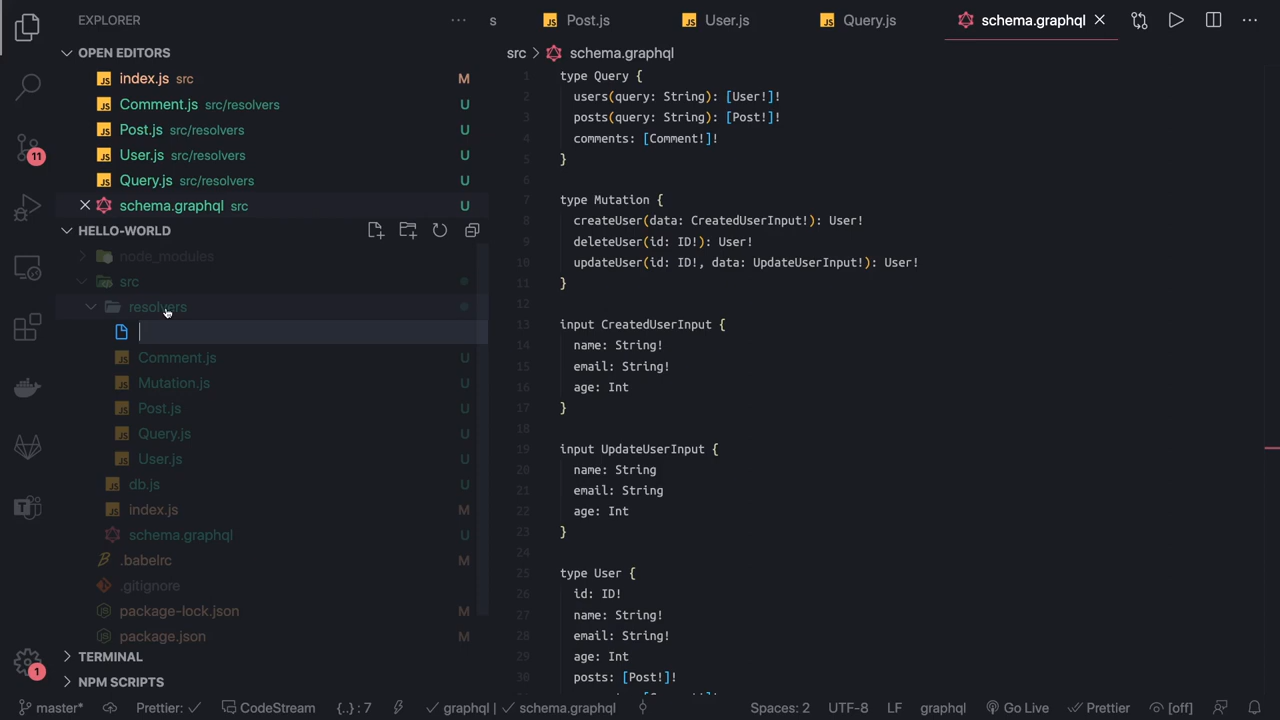 EXPLORER
OPEN EDITORS
index.js src M
Comment.js src/resolvers U
Post.js src/resolvers U
User.js src/resolvers U
Query.js src/resolvers U
schema.graphql src U
HELLO-WORLD
node_modules
src
resolvers
Comment.js U
Mutation.js U
Post.js U
Query.js U
User.js U
db.js U
index.js M
schema.graphql U
.babelrc M
.gitignore
package-lock.json M
package.json M
TERMINAL
NPM SCRIPTS
11
1
s Post.js User.js Query.js schema.graphql
src > schema.graphql
1 type Query {
2 users(query: String): [User!]!
3 posts(query: String): [Post!]!
4 comments: [Comment!]!
5 }
6
7 type Mutation {
8 createUser(data: CreatedUserInput!): User!
9 deleteUser(id: ID!): User!
10 updateUser(id: ID!, data: UpdateUserInput!): User!
11 }
12
13 input CreatedUserInput {
14 name: String!
15 email: String!
16 age: Int
17 }
18
19 input UpdateUserInput {
20 name: String
21 email: String
22 age: Int
23 }
24
25 type User {
26 id: ID!
27 name: String!
28 email: String!
29 age: Int
30 posts: [Post!]!
master* Prettier: ✓ CodeStream {..} : 7 ✓ graphql | ✓ schema.graphql Spaces: 2 UTF-8 LF graphql Go Live Prettier [off]